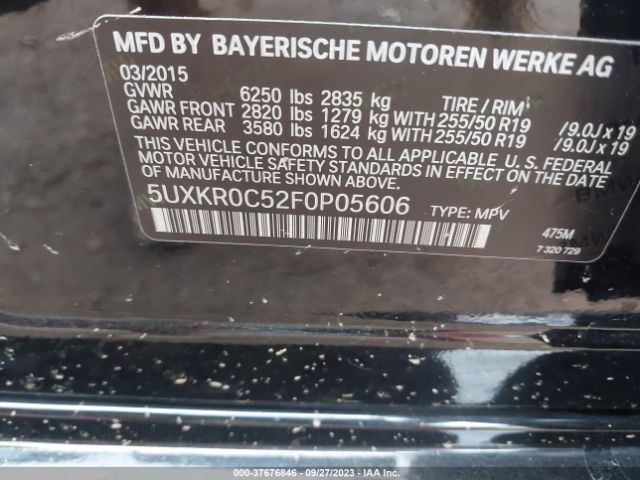 MFD BY BAYERISCHE MOTOREN WERKE AG
03/2015
GVWR 6250 lbs 2835 kg TIRE / RIM
GAWR FRONT 2820 lbs 1279 kg WITH 255/50 R19 /9.0J x 19
GAWR REAR 3580 lbs 1624 kg WITH 255/50 R19 /9.0J x 19
THIS VEHICLE CONFORMS TO ALL APPLICABLE U. S. FEDERAL
MOTOR VEHICLE SAFETY STANDARDS IN EFFECT ON THE DATE
OF MANUFACTURE SHOWN ABOVE.
5UXKR0C52F0P05606 TYPE: MPV
H 475M
7 320 729
000-37676846 - 09/27/2023 - IAA Inc.